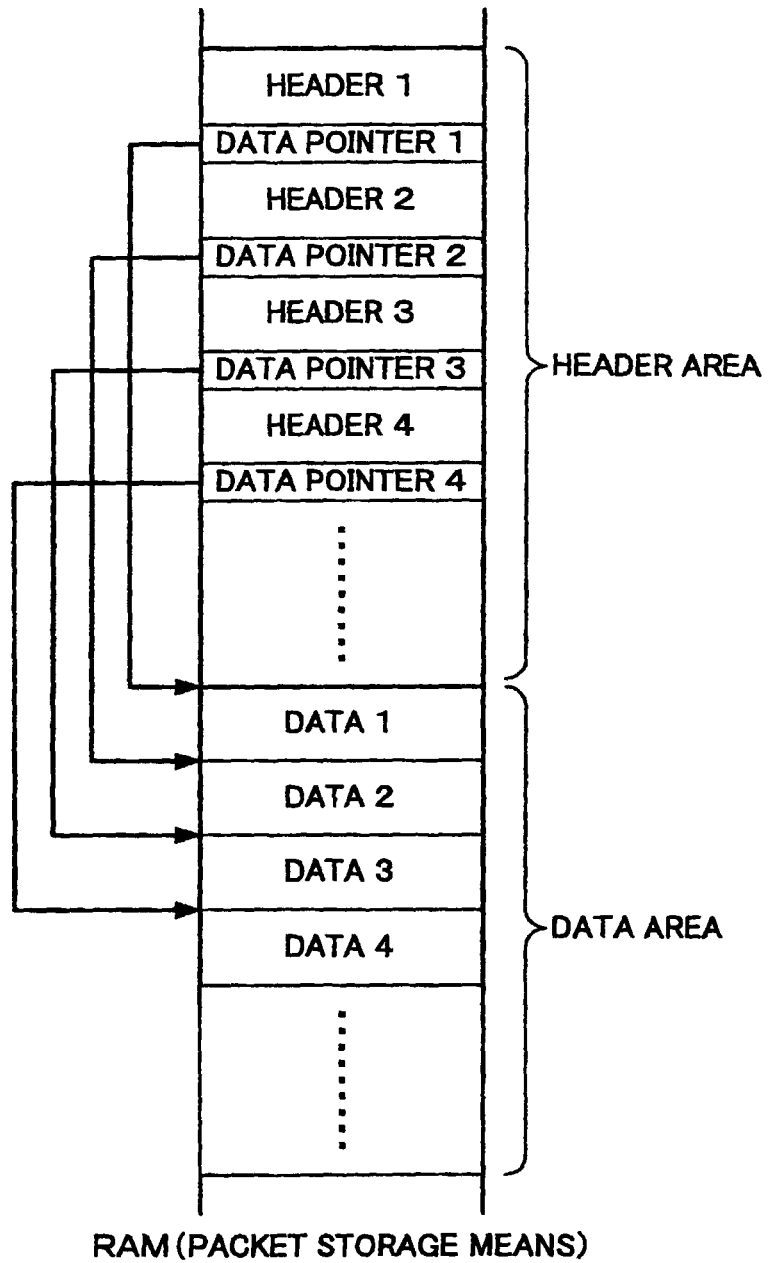 HEADER 1
DATA POINTER 1
HEADER 2
DATA POINTER 2
HEADER 3
DATA POINTER 3
HEADER AREA
HEADER 4
DATA POINTER 4
DATA 1
DATA 2
DATA 3
DATA AREA
DATA 4
RAM (PACKET STORAGE MEANS)